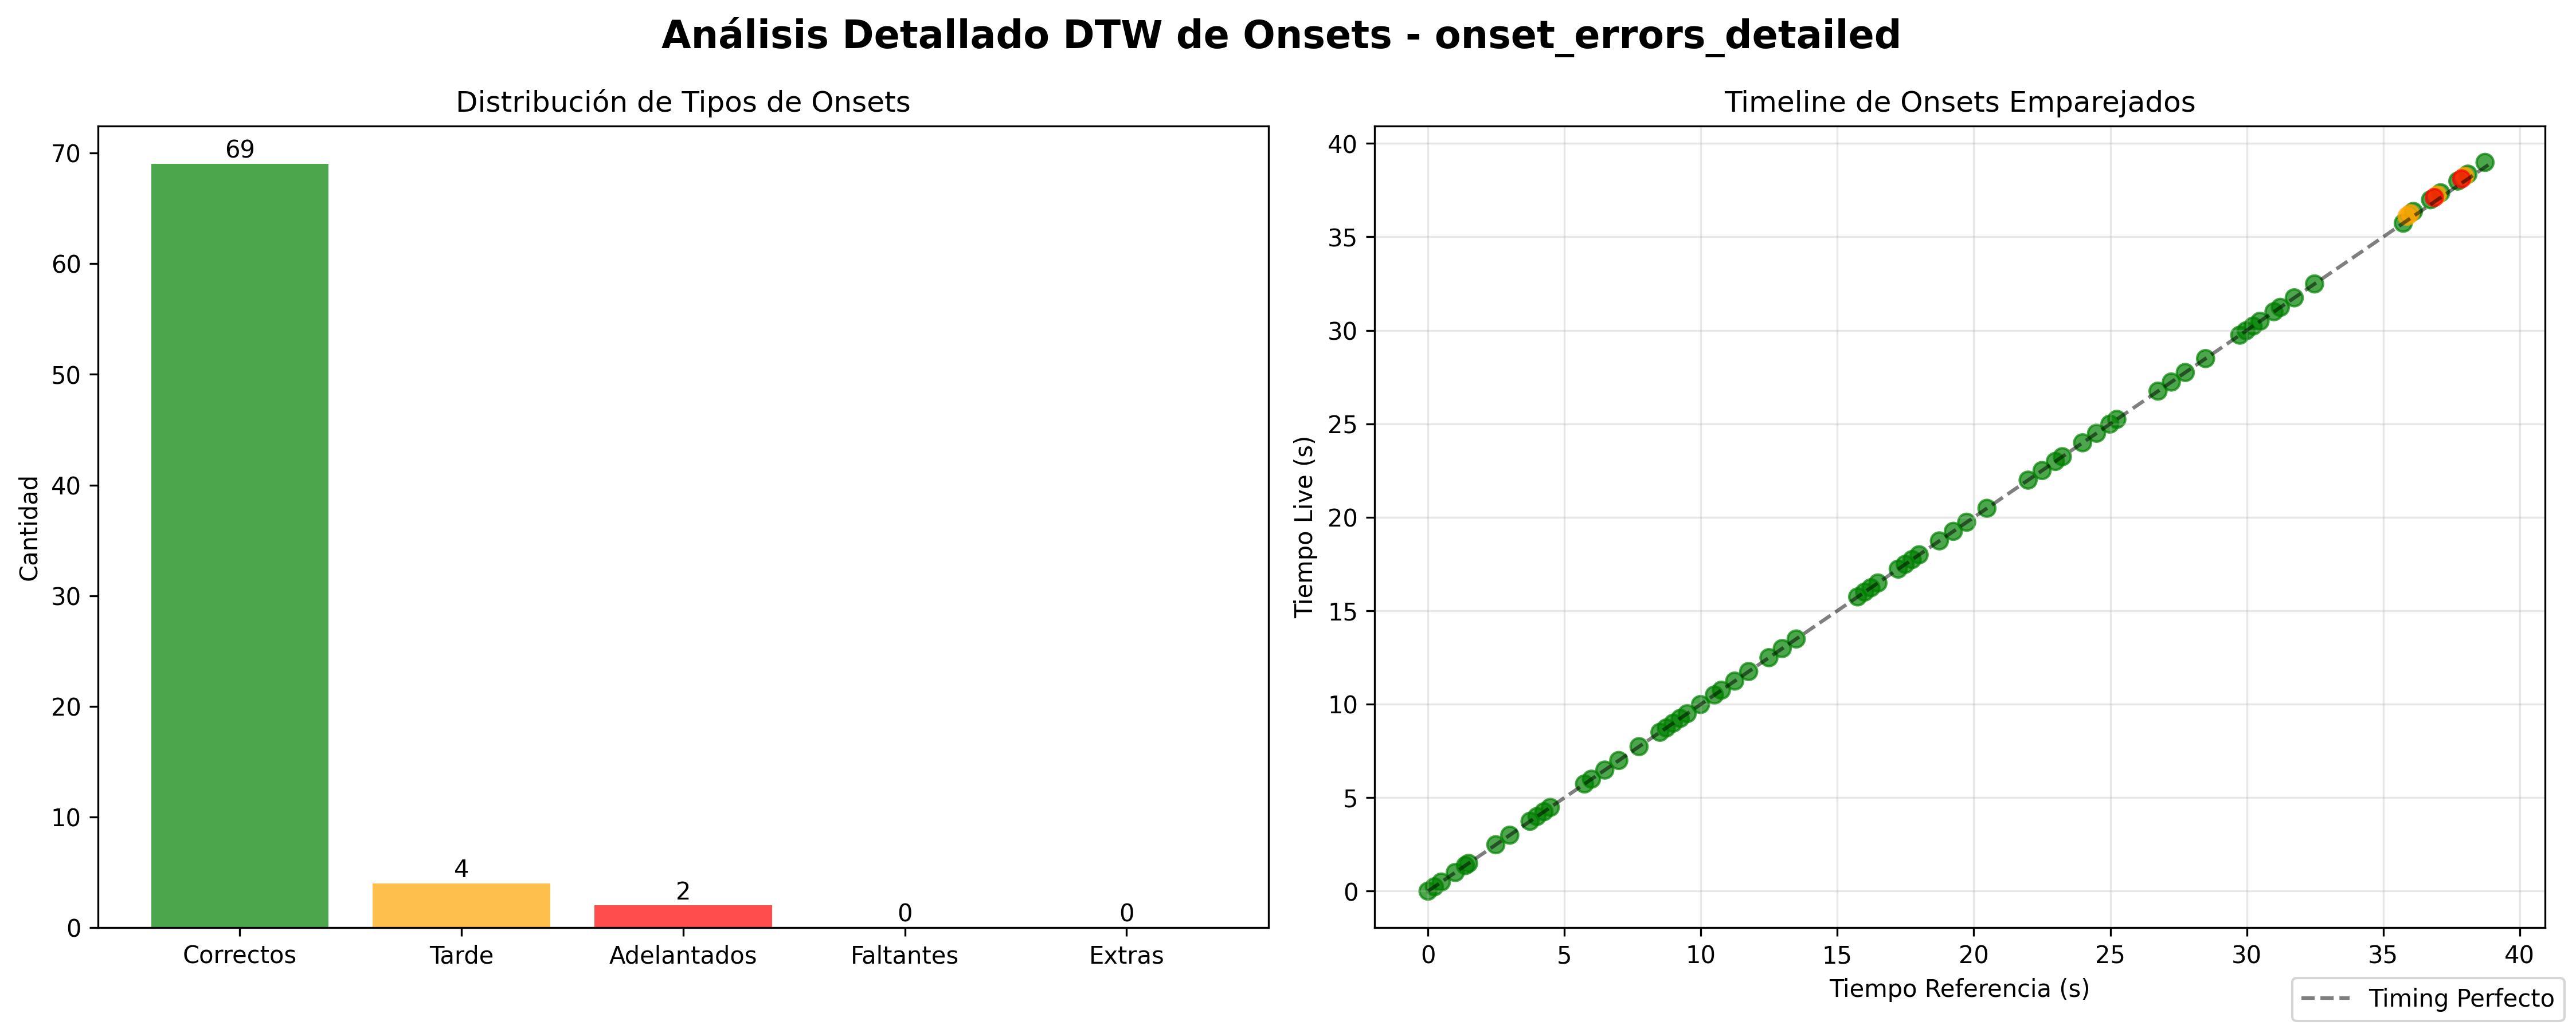 Análisis Detallado DTW de Onsets - onset_errors_detailed
Distribución de Tipos de Onsets
Cantidad
70
60
50
40
30
20
10
0
69
4
2
0
0
Correctos
Tarde
Adelantados
Faltantes
Extras
Timeline de Onsets Emparejados
Tiempo Live (s)
40
35
30
25
20
15
10
5
0
0
5
10
15
20
25
30
35
40
Tiempo Referencia (s)
Timing Perfecto